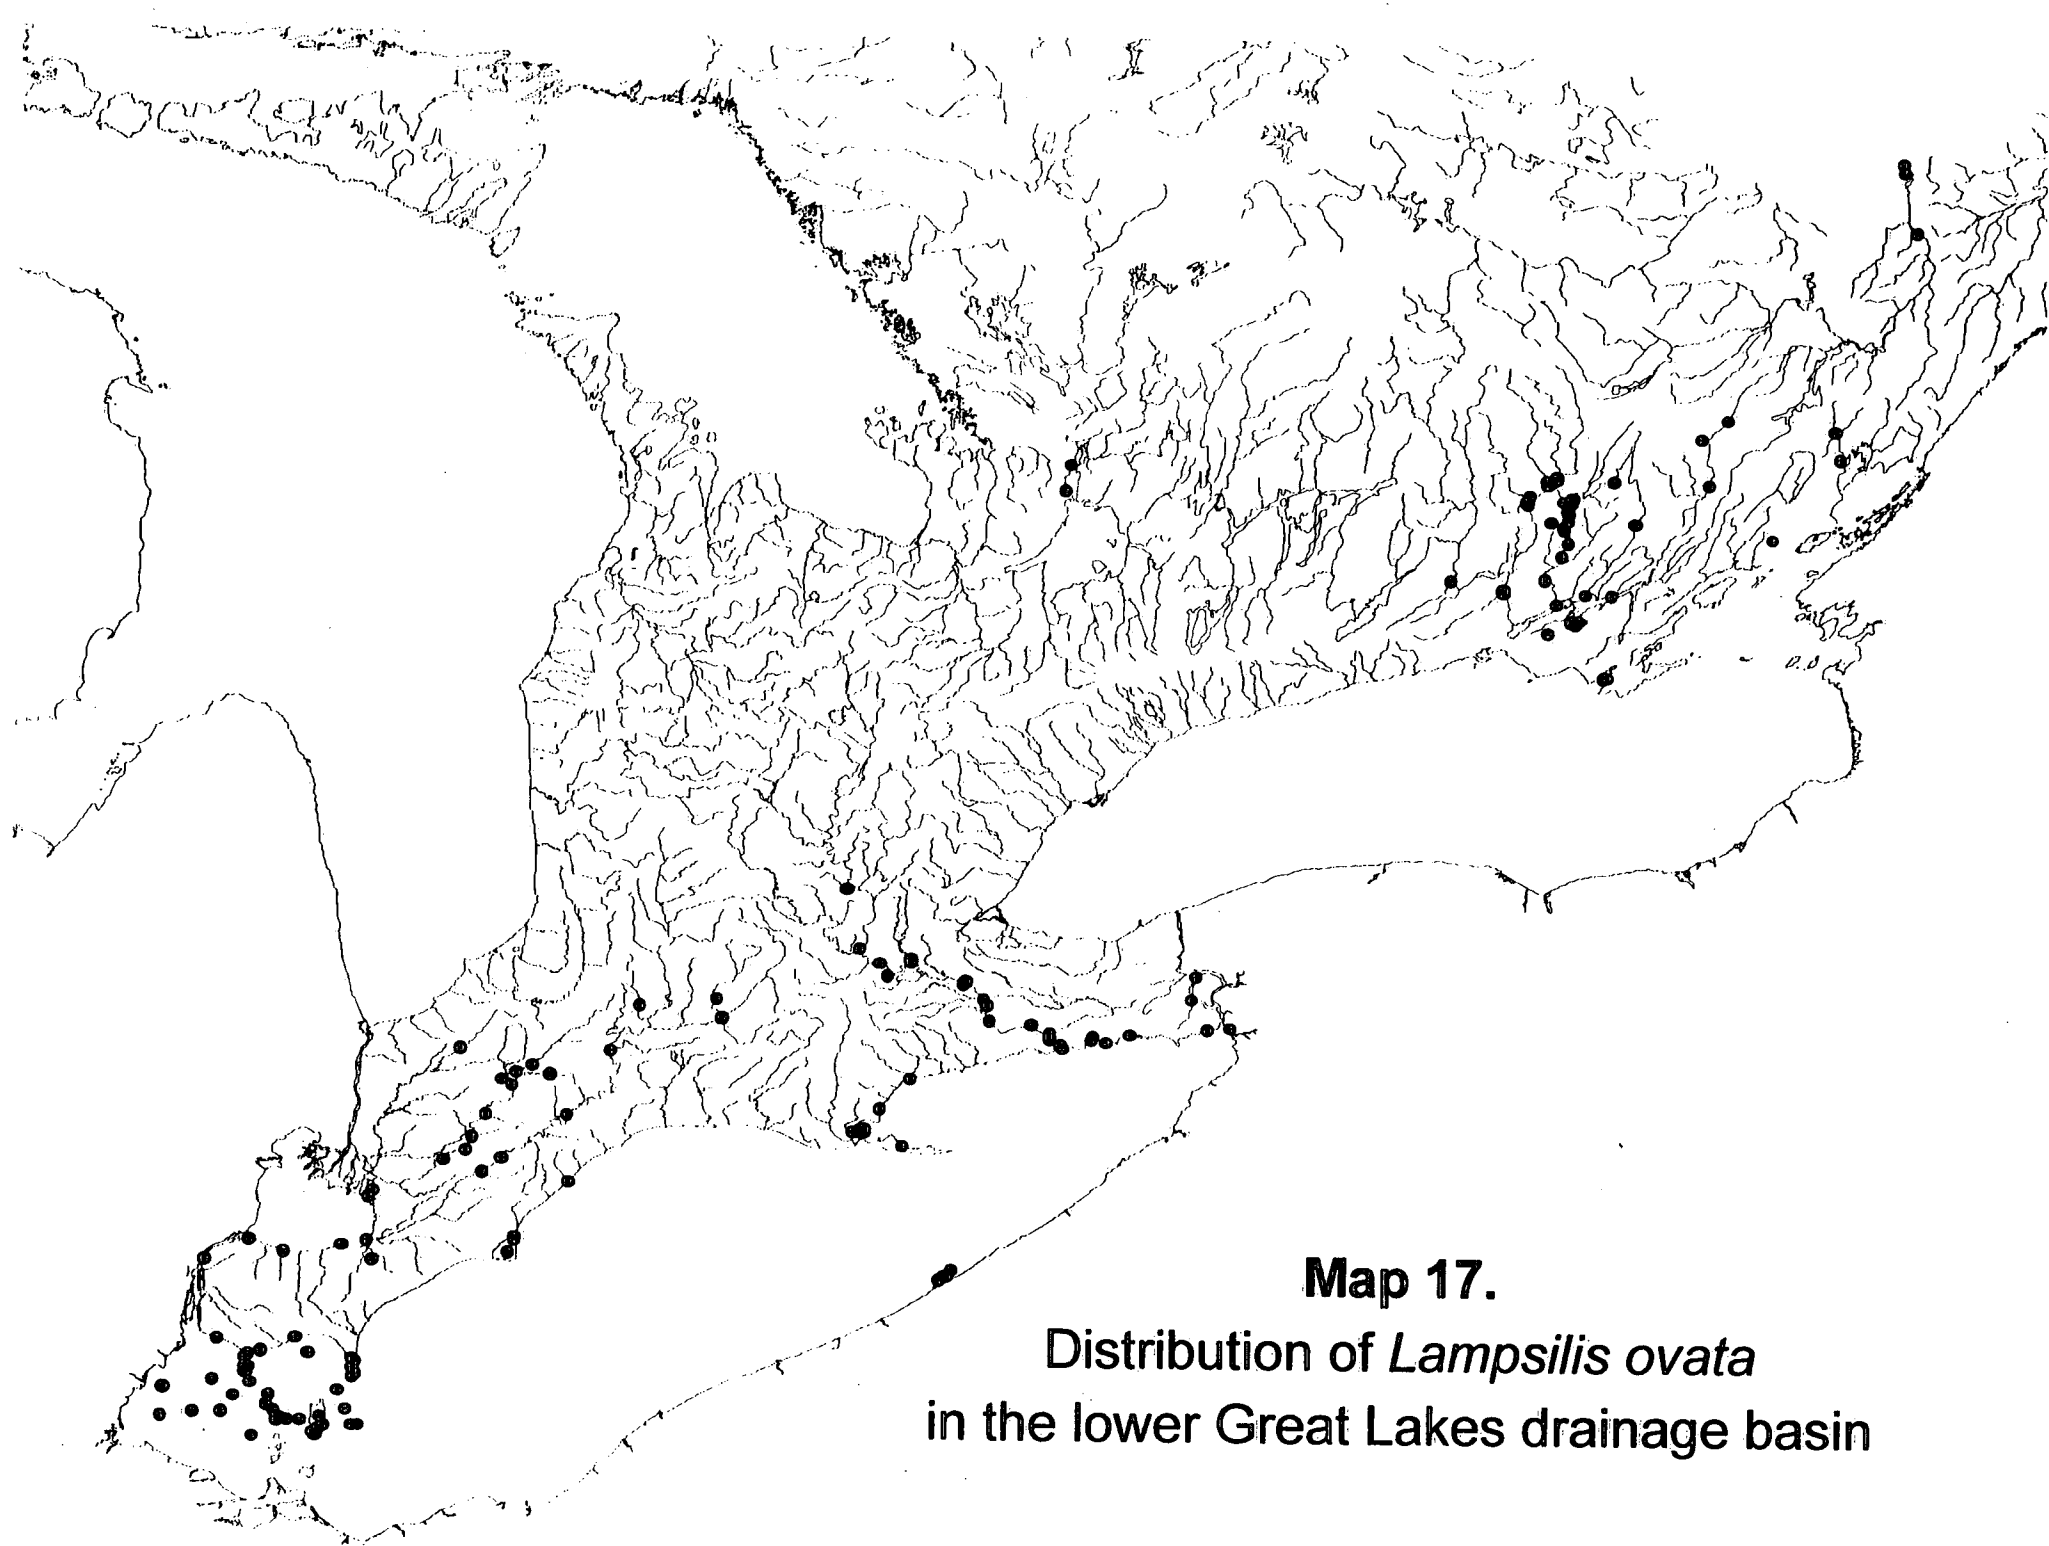 Map 17.
Distribution of Lampsilis ovata
in the lower Great Lakes drainage basin